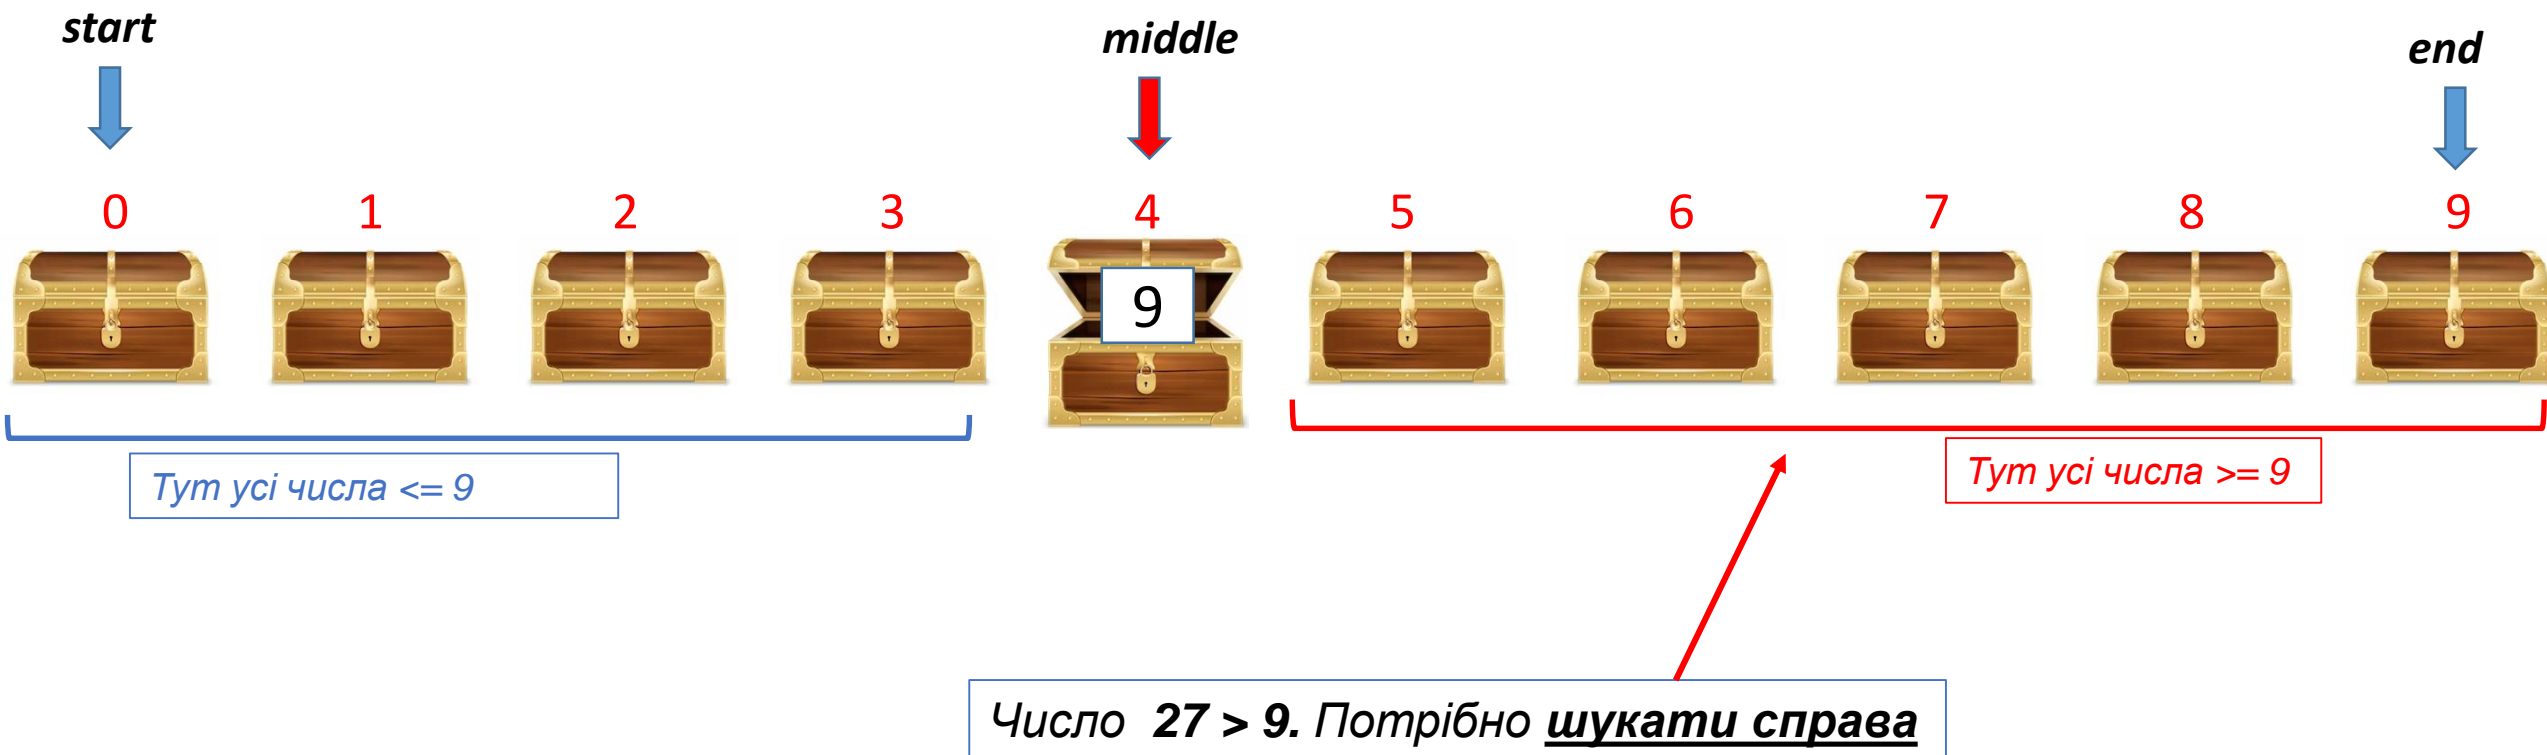 start
middle
end
0 1 2 3 4 5 6 7 8 9
9
Тут усі числа <= 9
Тут усі числа >= 9
Число 27 > 9. Потрібно шукати справа